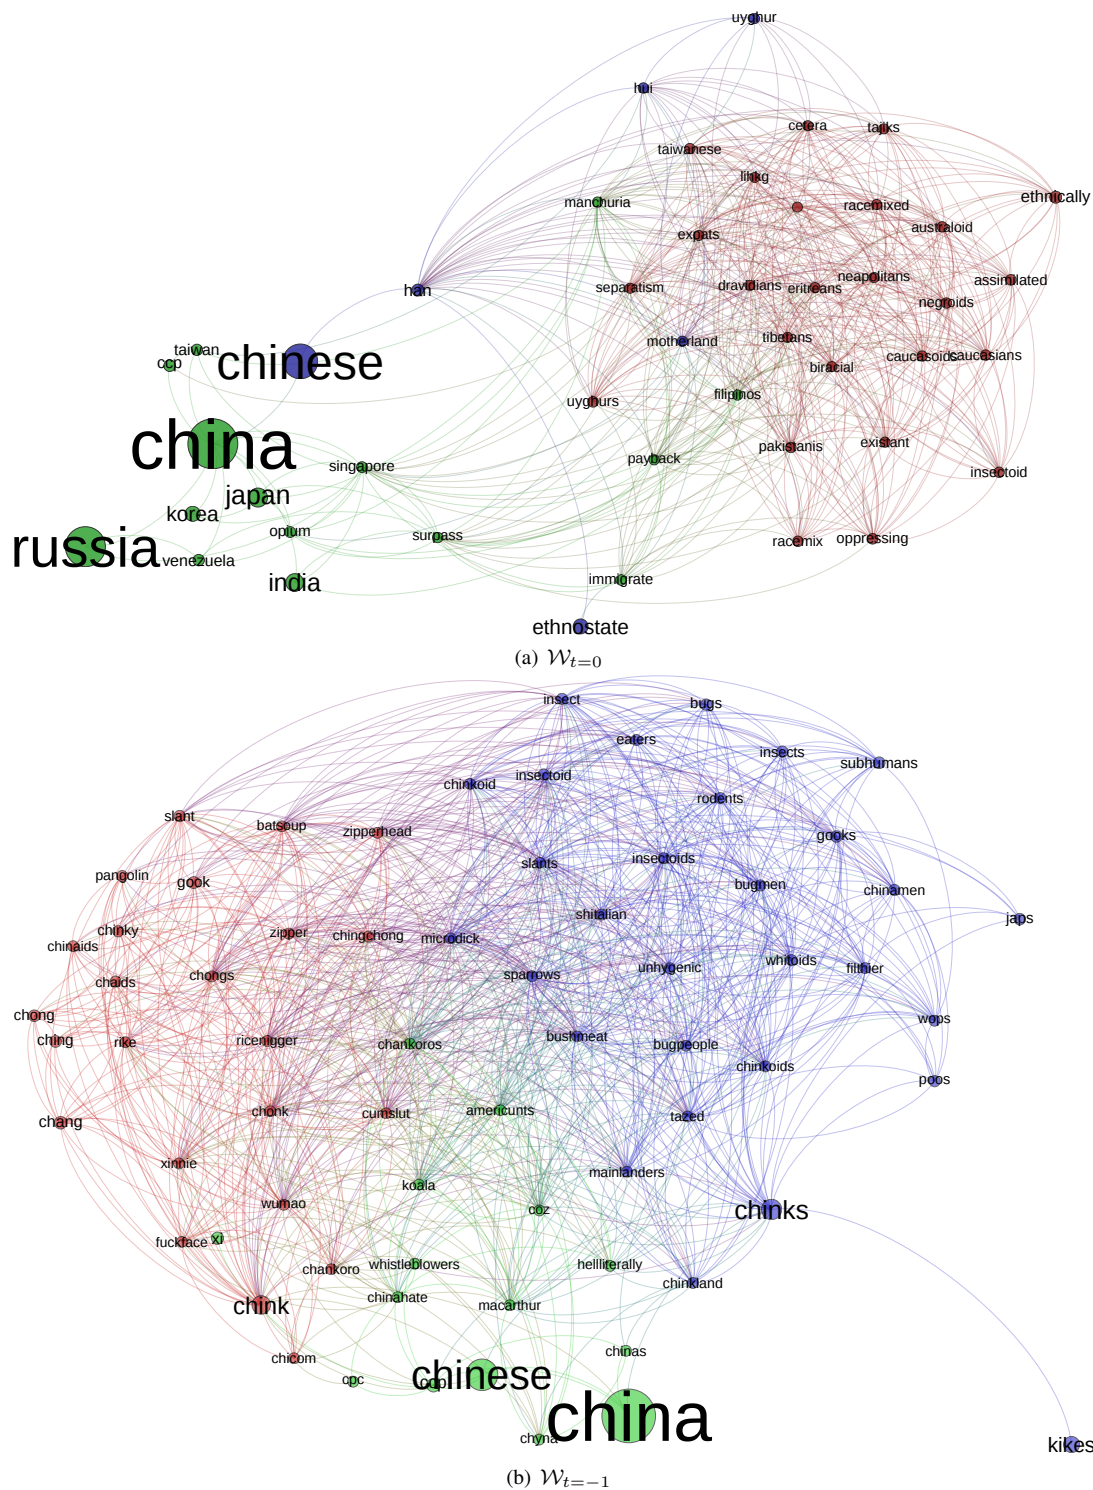 uyghur
hui
cetera
tajiks
taiwanese
lihkg
ethnically
manchuria
racemixed
australoid
expats
neapolitans
assimilated
han
separatism
dravidians
eritreans
negroids
taiwan
ccp
chinese
motherland
tibetans
caucasoids
caucasians
biracial
uyghurs
filipinos
china
pakistanis
existant
singapore
payback
insectoid
japan
korea
opium
surpass
racemix
oppressing
russia
venezuela
india
immigrate
ethnostate
(a) Wt=0
insect
bugs
eaters
insects
subhumans
insectoid
chinkoid
rodents
slant
batsoup
zipperhead
gooks
slants
insectoids
pangolin
gook
bugmen
chinamen
shitalian
japs
chinky
zipper
chingchong
microdick
chinaids
chaids
chongs
sparrows
unhygenic
whitoids
filthier
chong
wops
ching
rike
ricenigger
chankoros
bushmeat
bugpeople
chinkoids
poos
chang
chonk
cumslut
americunts
tazed
xinnie
koala
mainlanders
wumao
coz
chinks
fuckface
xi
chankoro
whistleblowers
hellliterally
chinkland
chink
chinahate
macarthur
chicom
chinas
cpc
chinese
china
chyna
kikes
(b) Wt=−1